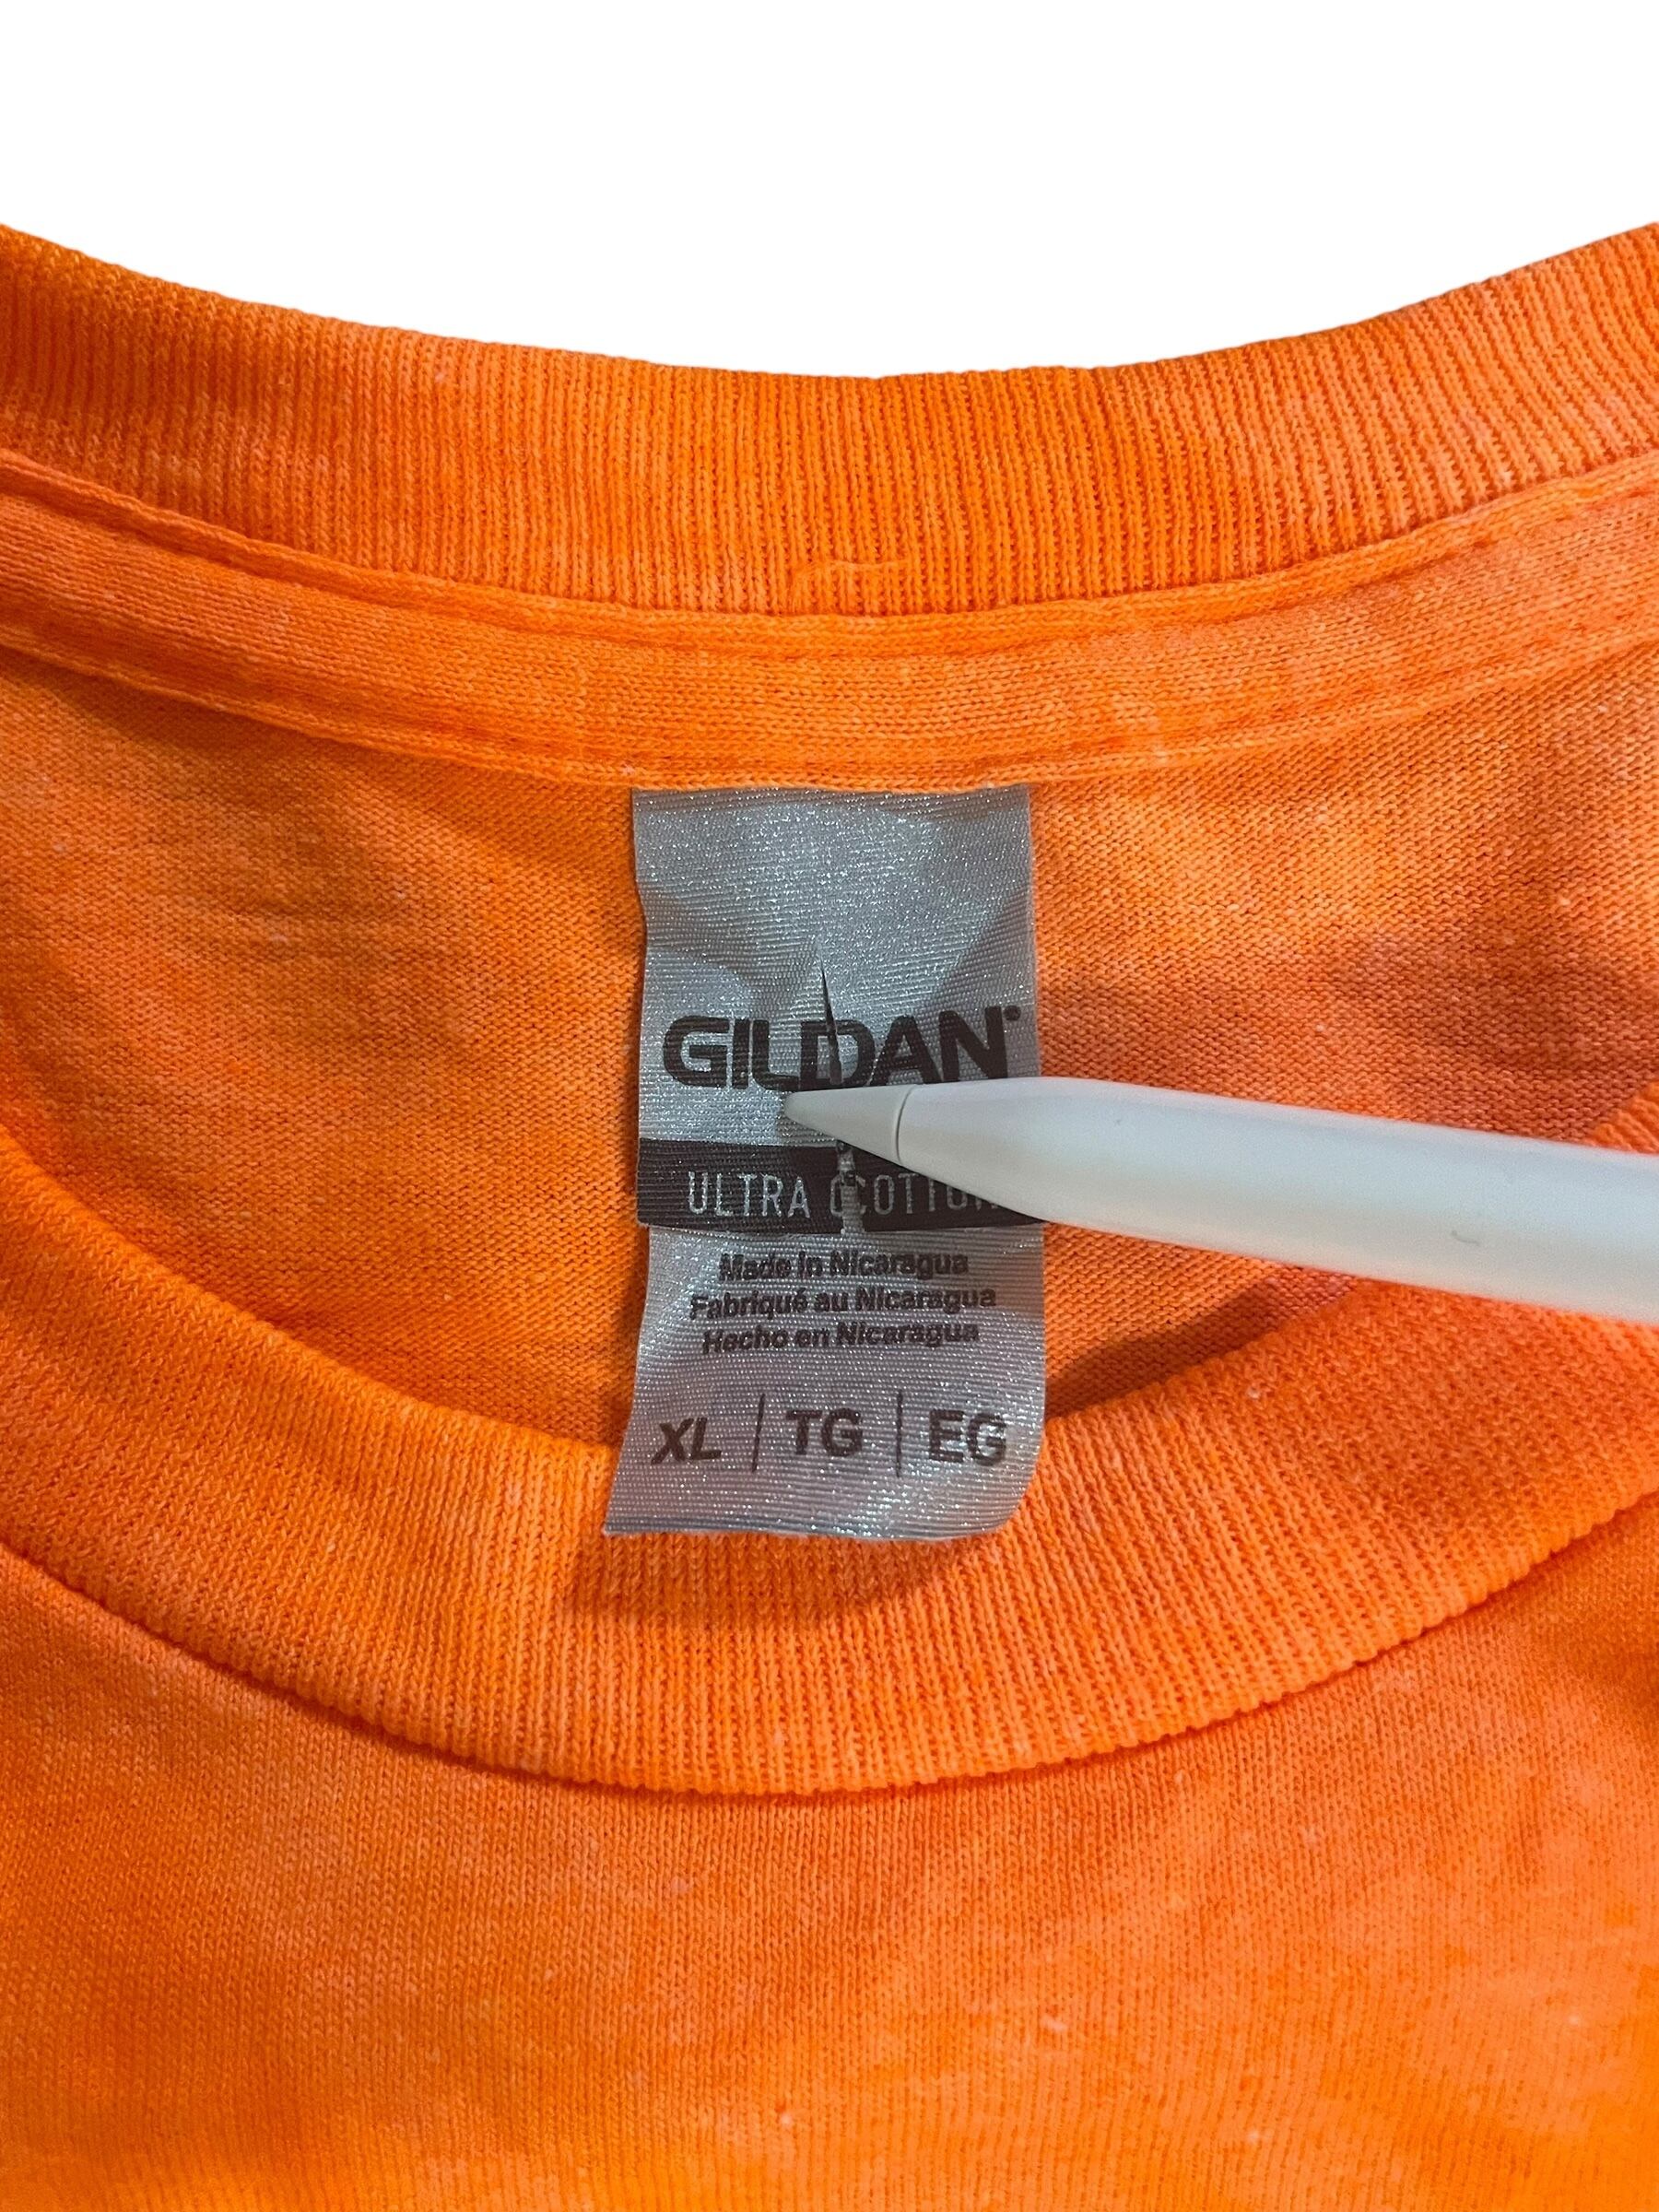 GILDAN®
ULTRA COTTON
Made in Nicaragua
Fabriqué au Nicaragua
Hecho en Nicaragua
XL | TG | EG